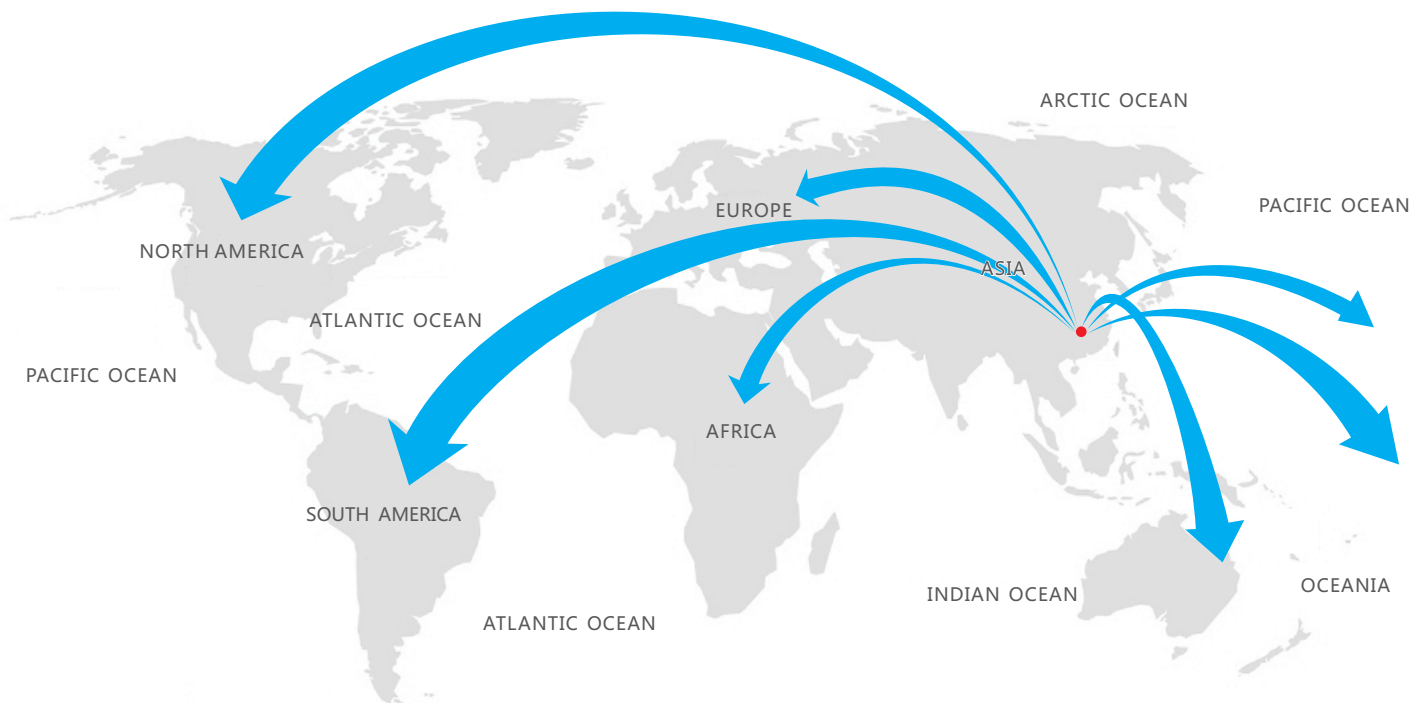 ARCTIC OCEAN
PACIFIC OCEAN
EUROPE
NORTH AMERICA
ASIA
ATLANTIC OCEAN
PACIFIC OCEAN
AFRICA
SOUTH AMERICA
OCEANIA
INDIAN OCEAN
ATLANTIC OCEAN